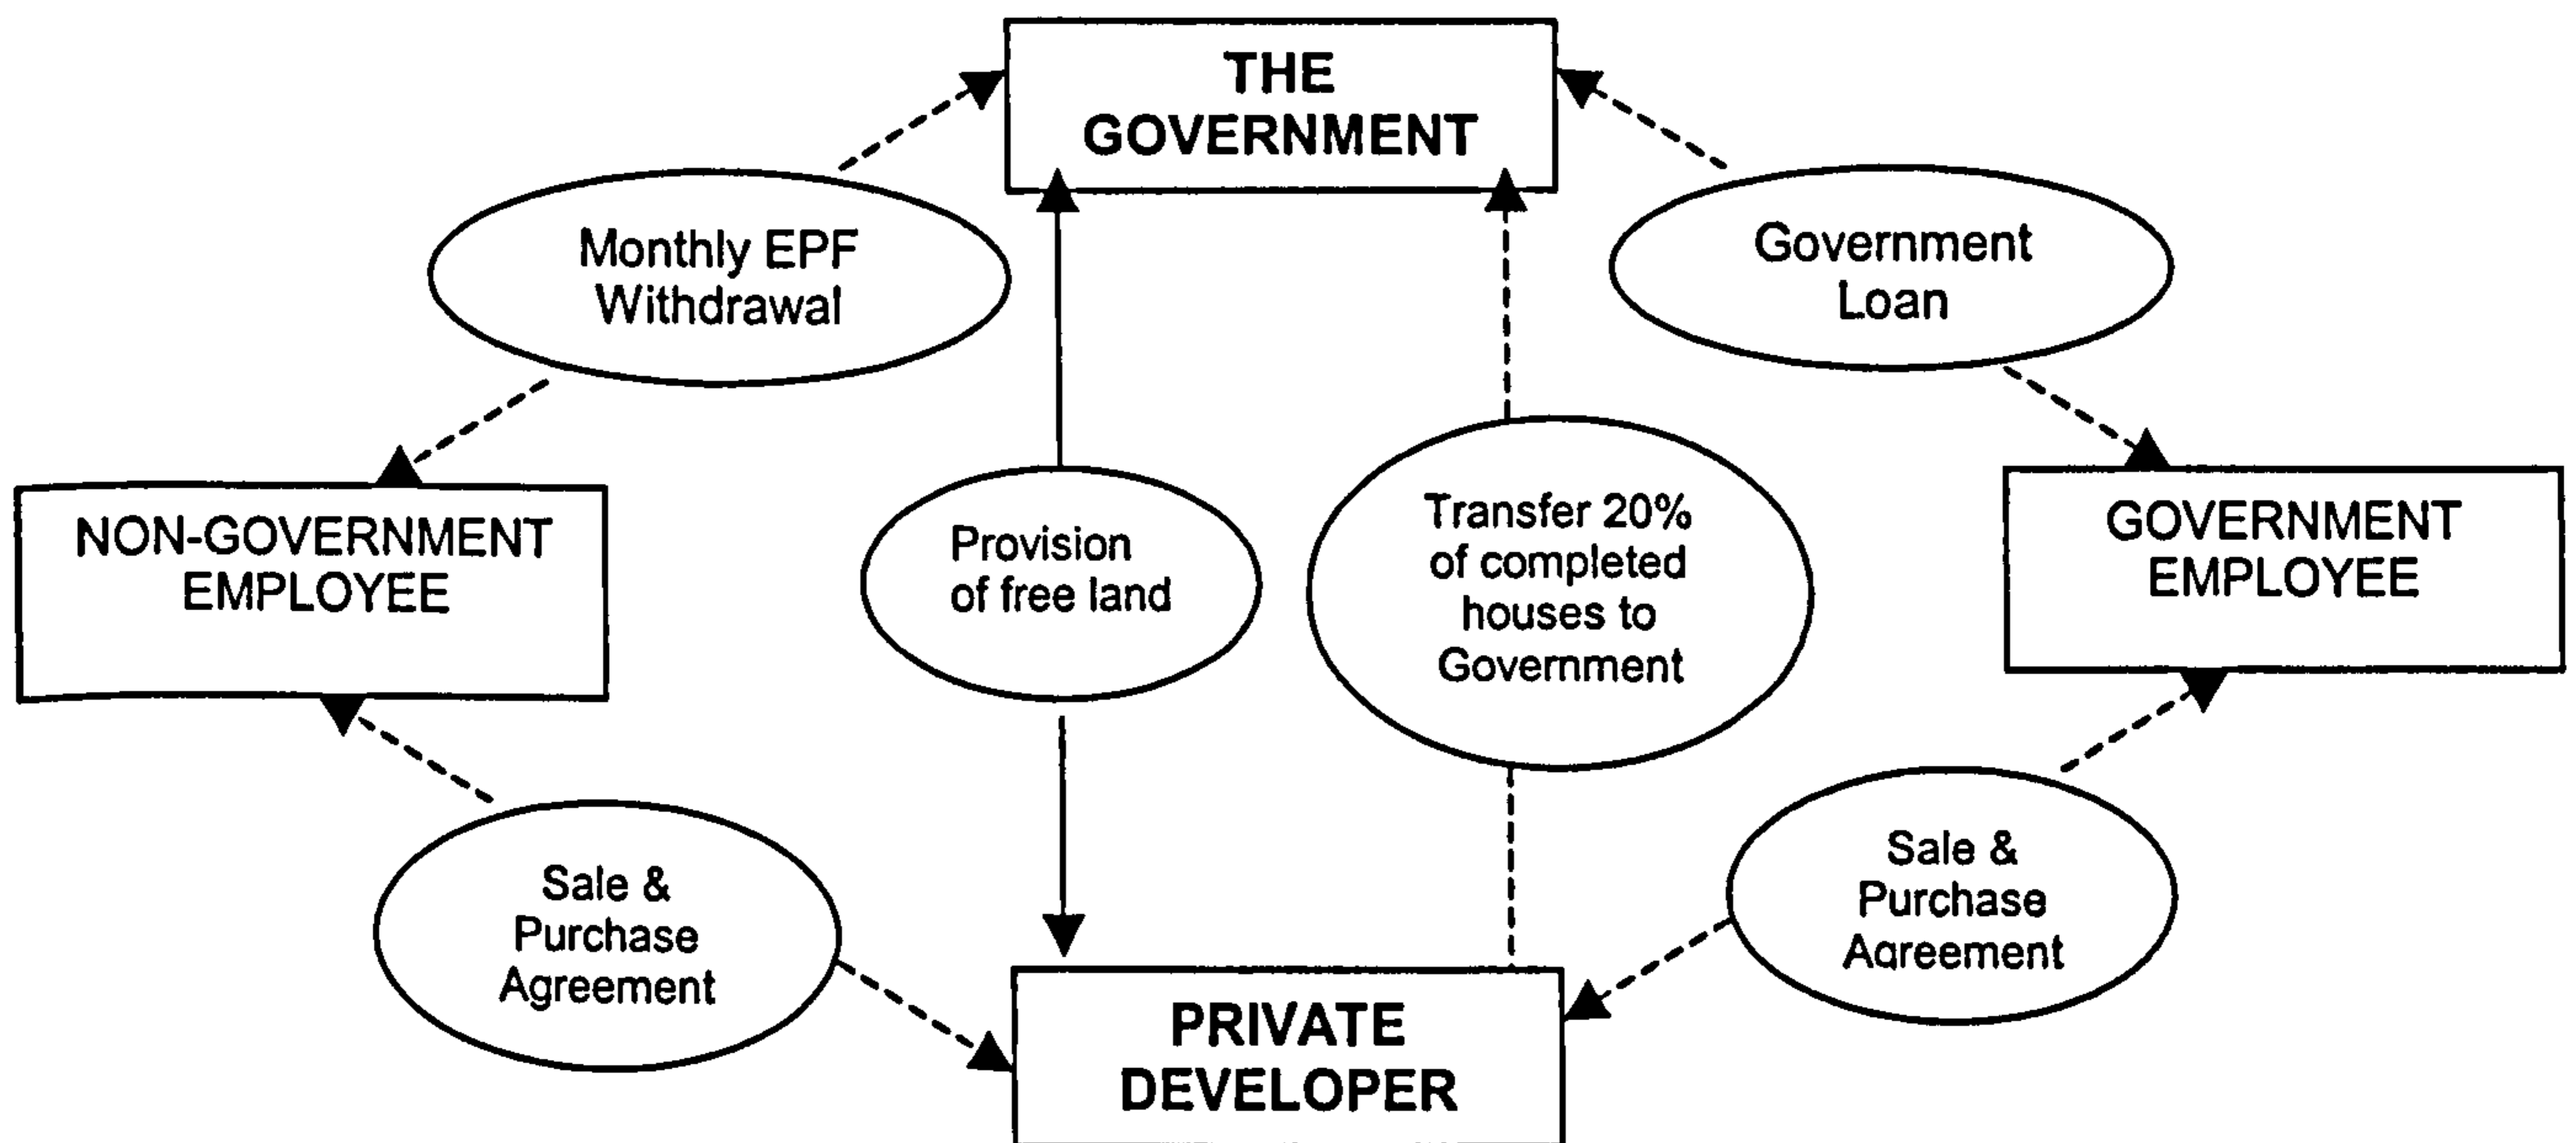 THE
GOVERNMENT
Monthly EPF
Withdrawal
Government
Loan
NON-GOVERNMENT
EMPLOYEE
Provision
of free land
Transfer 20%
of completed
houses to
Government
GOVERNMENT
EMPLOYEE
Sale &
Purchase
Agreement
Sale &
Purchase
Agreement
PRIVATE
DEVELOPER